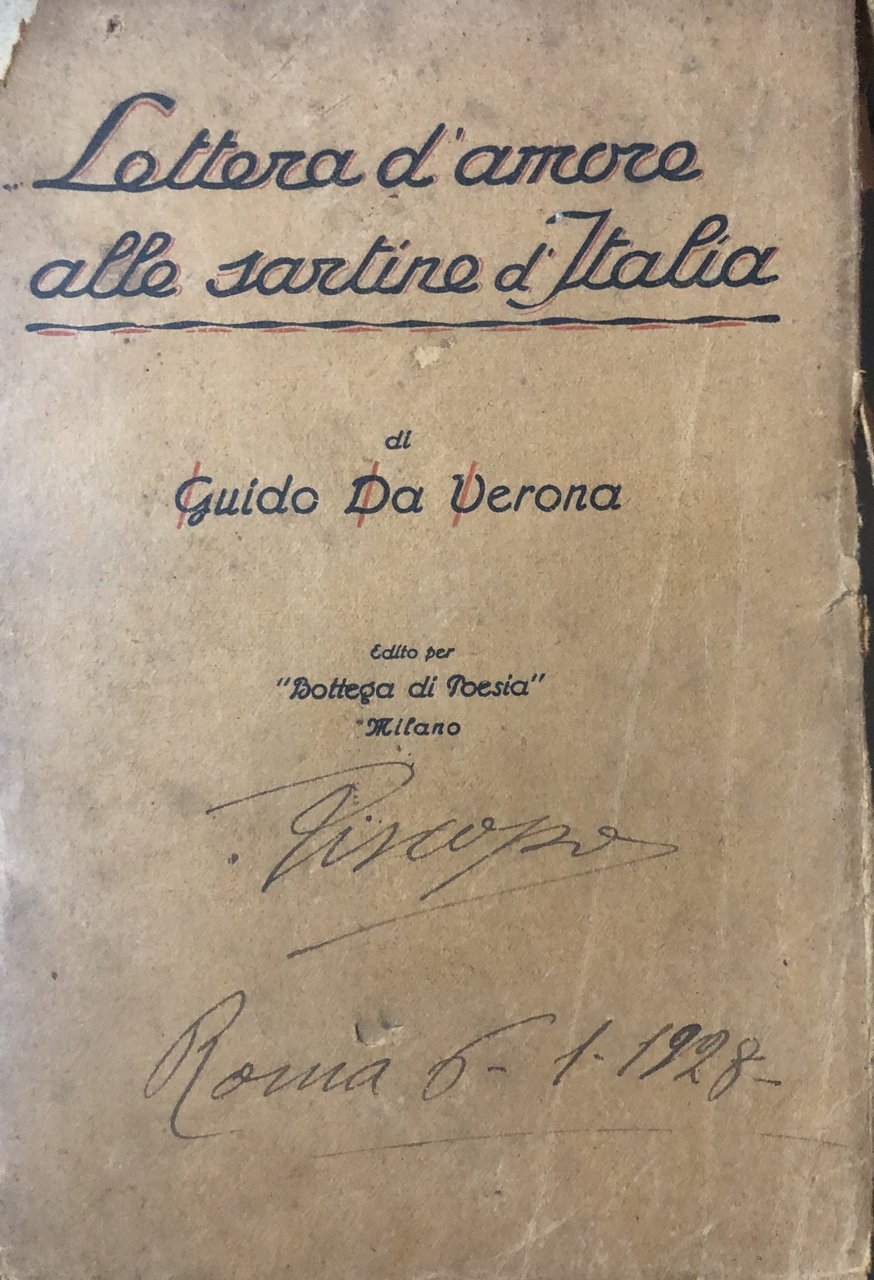 Lettera d'amore
alle sartine d'Italia
di
Guido Da Verona
Edito per
"Bottega di Poesia"
Milano
Piscopo
Roma 6-1-1928-